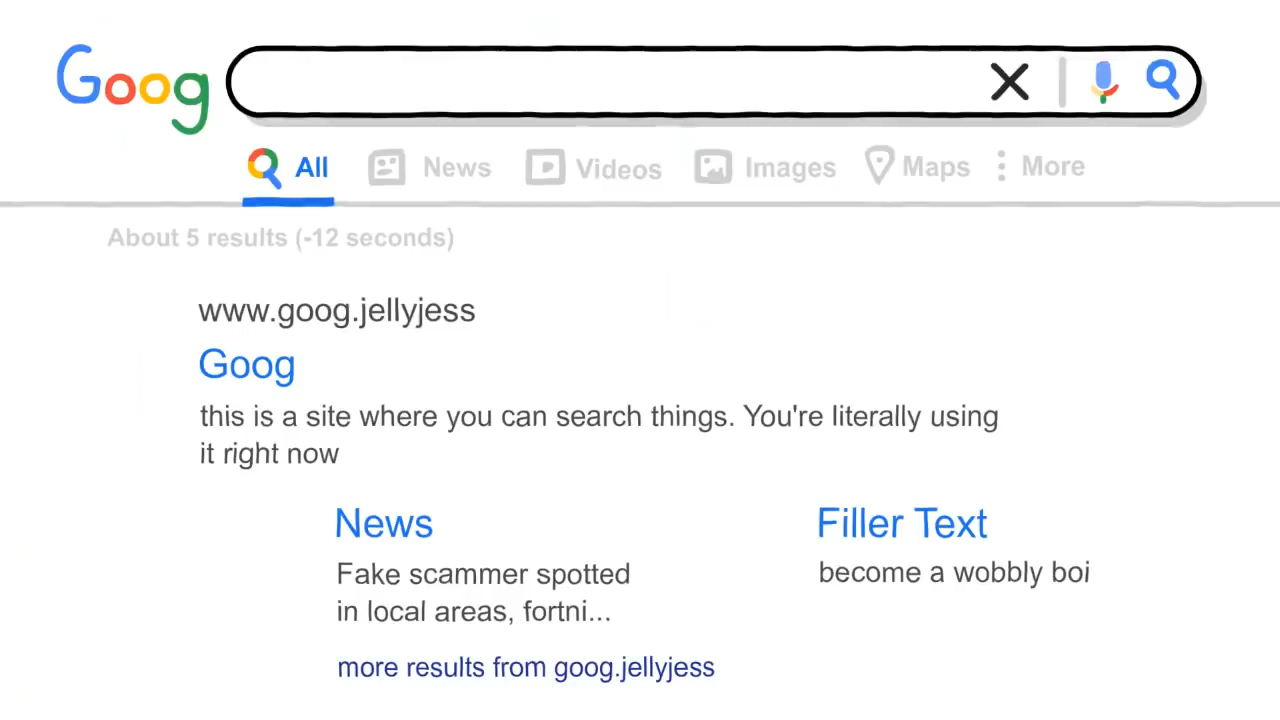 Goog
All News Videos Images Maps More
About 5 results (-12 seconds)
www.goog.jellyjess
Goog
this is a site where you can search things. You're literally using
it right now
News
Fake scammer spotted
in local areas, fortni...
more results from goog.jellyjess
Filler Text
become a wobbly boi